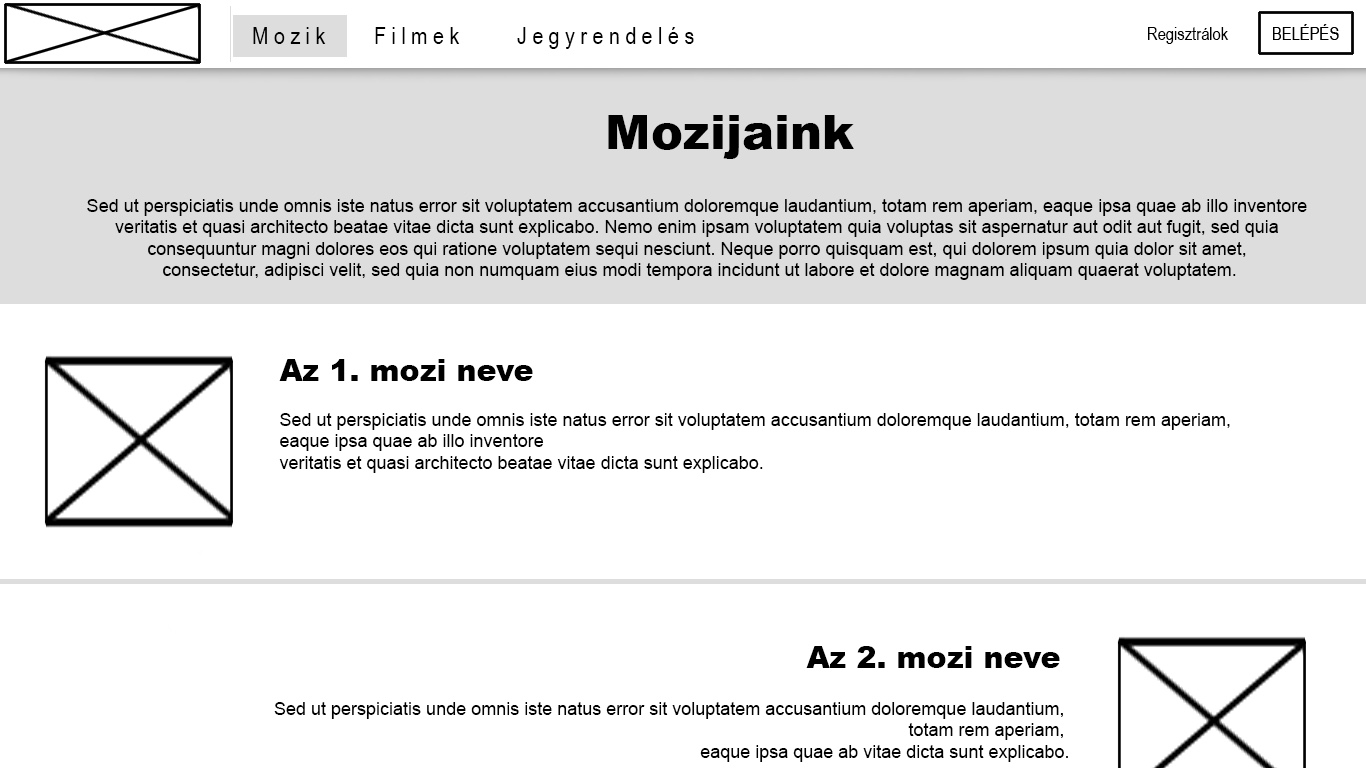 Mozik
Filmek
Jegyrendelés
Regisztrálok
BELÉPÉS
Mozijaink
Sed ut perspiciatis unde omnis iste natus error sit voluptatem accusantium doloremque laudantium, totam rem aperiam, eaque ipsa quae ab illo inventore
veritatis et quasi architecto beatae vitae dicta sunt explicabo. Nemo enim ipsam voluptatem quia voluptas sit aspernatur aut odit aut fugit, sed quia
consequuntur magni dolores eos qui ratione voluptatem sequi nesciunt. Neque porro quisquam est, qui dolorem ipsum quia dolor sit amet,
consectetur, adipisci velit, sed quia non numquam eius modi tempora incidunt ut labore et dolore magnam aliquam quaerat voluptatem.
Az 1. mozi neve
Sed ut perspiciatis unde omnis iste natus error sit voluptatem accusantium doloremque laudantium, totam rem aperiam,
eaque ipsa quae ab illo inventore
veritatis et quasi architecto beatae vitae dicta sunt explicabo.
Az 2. mozi neve
Sed ut perspiciatis unde omnis iste natus error sit voluptatem accusantium doloremque laudantium,
totam rem aperiam,
eaque ipsa quae ab vitae dicta sunt explicabo.